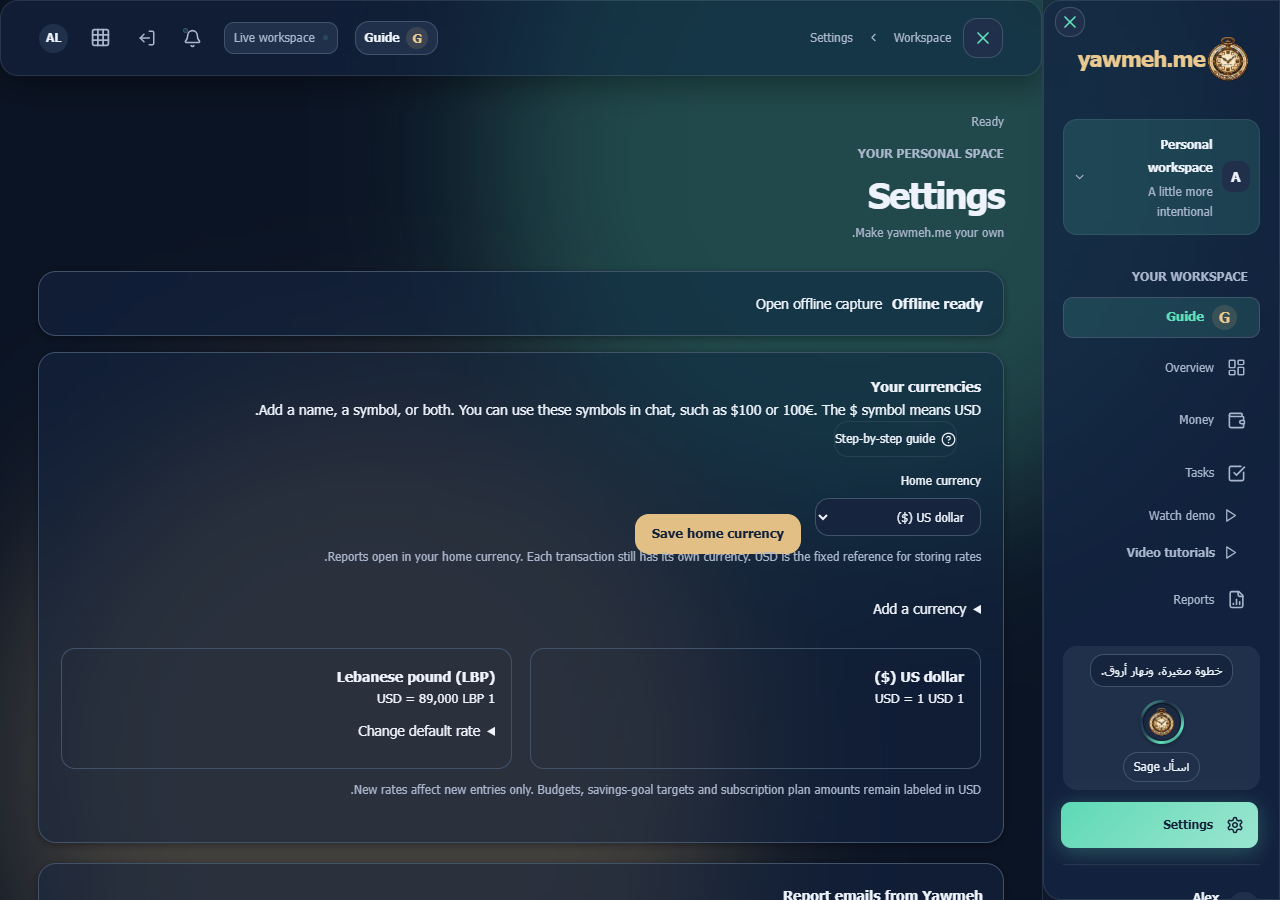 AL
Live workspace
Guide G
Settings < Workspace
yawmeh.me
Personal workspace
A little more intentional
A
YOUR WORKSPACE
Guide G
Overview
Money
Tasks
Watch demo
Video tutorials
Reports
خطوة صغيرة، ونهار أروق.
اسأل Sage
Settings
Alex
Ready
YOUR PERSONAL SPACE
Settings
.Make yawmeh.me your own
Open offline capture Offline ready
Your currencies
.Add a name, a symbol, or both. You can use these symbols in chat, such as $100 or 100€. The $ symbol means USD
Step-by-step guide
Home currency
($) US dollar
Save home currency
.Reports open in your home currency. Each transaction still has its own currency. USD is the fixed reference for storing rates
Add a currency
($) US dollar
USD = 1 USD 1
Lebanese pound (LBP)
USD = 89,000 LBP 1
Change default rate
.New rates affect new entries only. Budgets, savings-goal targets and subscription plan amounts remain labeled in USD
Report emails from Yawmeh